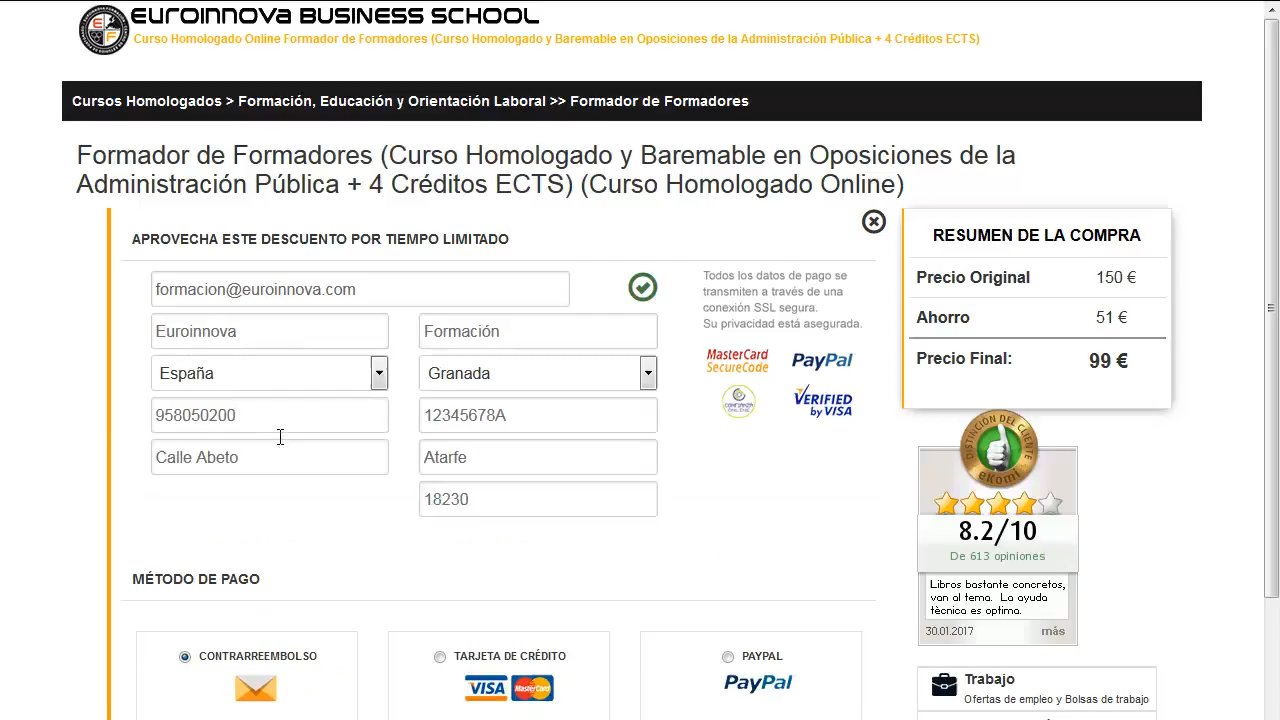 EUROINNOVA BUSINESS SCHOOL
Curso Homologado Online Formador de Formadores (Curso Homologado y Baremable en Oposiciones de la Administración Pública + 4 Créditos ECTS)
Cursos Homologados > Formación, Educación y Orientación Laboral >> Formador de Formadores
Formador de Formadores (Curso Homologado y Baremable en Oposiciones de la
Administración Pública + 4 Créditos ECTS) (Curso Homologado Online)
APROVECHA ESTE DESCUENTO POR TIEMPO LIMITADO
formacion@euroinnova.com
Euroinnova
Formación
España
Granada
958050200
12345678A
Calle Abeto
Atarfe
18230
Todos los datos de pago se
transmiten a través de una
conexión SSL segura.
Su privacidad está asegurada.
MasterCard
SecureCode
PayPal
CONFIANZA
ONLINE
VERIFIED
by VISA
RESUMEN DE LA COMPRA
Precio Original 150 €
Ahorro 51 €
Precio Final: 99 €
DISTINCIÓN DEL CLIENTE
eKomi
8.2/10
De 613 opiniones
Libros bastante concretos,
van al tema. La ayuda
tècnica es optima.
30.01.2017 más
Trabajo
Ofertas de empleo y Bolsas de trabajo
MÉTODO DE PAGO
CONTRARREEMBOLSO
TARJETA DE CRÉDITO
VISA MasterCard
PAYPAL
PayPal